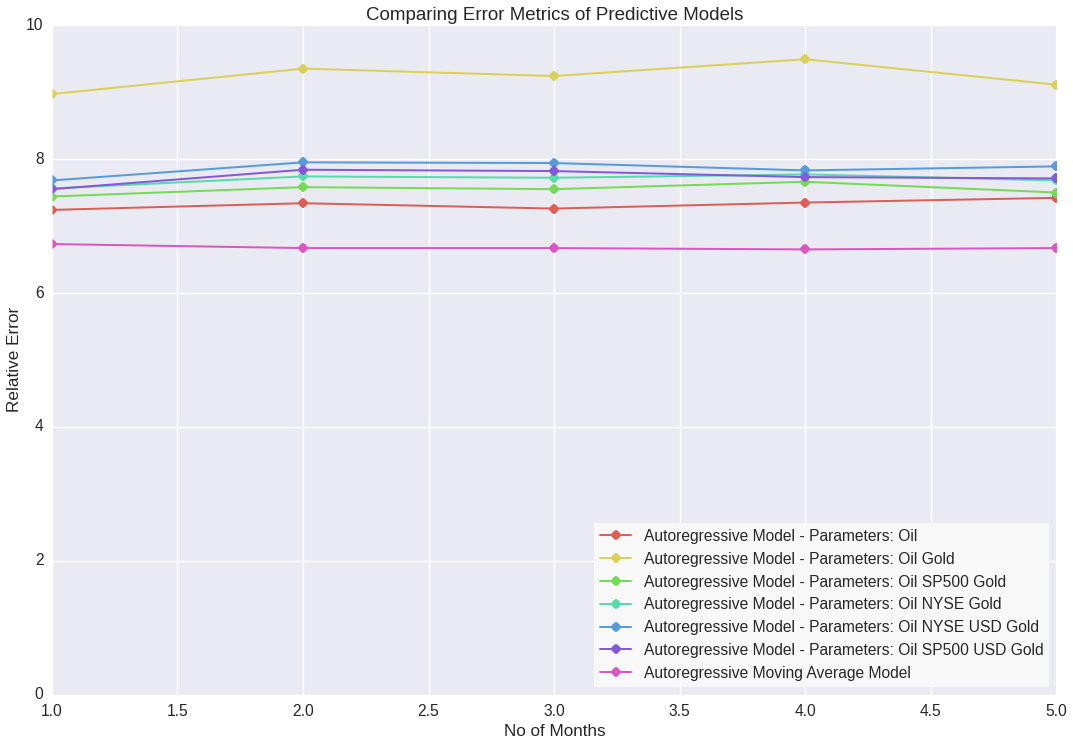 Comparing Error Metrics of Predictive Models
10
8
6
4
2
0
Relative Error
1.0 1.5 2.0 2.5 3.0 3.5 4.0 4.5 5.0
No of Months
Autoregressive Model - Parameters: Oil
Autoregressive Model - Parameters: Oil Gold
Autoregressive Model - Parameters: Oil SP500 Gold
Autoregressive Model - Parameters: Oil NYSE Gold
Autoregressive Model - Parameters: Oil NYSE USD Gold
Autoregressive Model - Parameters: Oil SP500 USD Gold
Autoregressive Moving Average Model